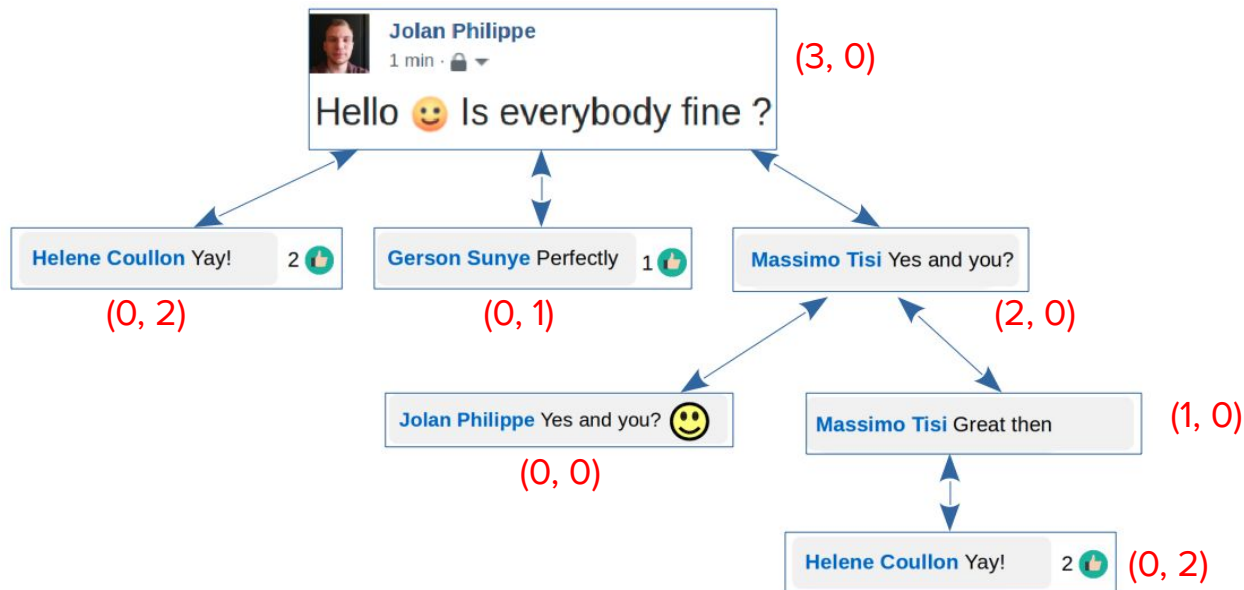 Jolan Philippe
1 min ·
(3, 0)
Hello 🙂 Is everybody fine ?
Helene Coullon Yay! 2
Gerson Sunye Perfectly 1
Massimo Tisi Yes and you?
(0, 2)
(0, 1)
(2, 0)
Jolan Philippe Yes and you?
Massimo Tisi Great then
(1, 0)
(0, 0)
Helene Coullon Yay! 2
(0, 2)